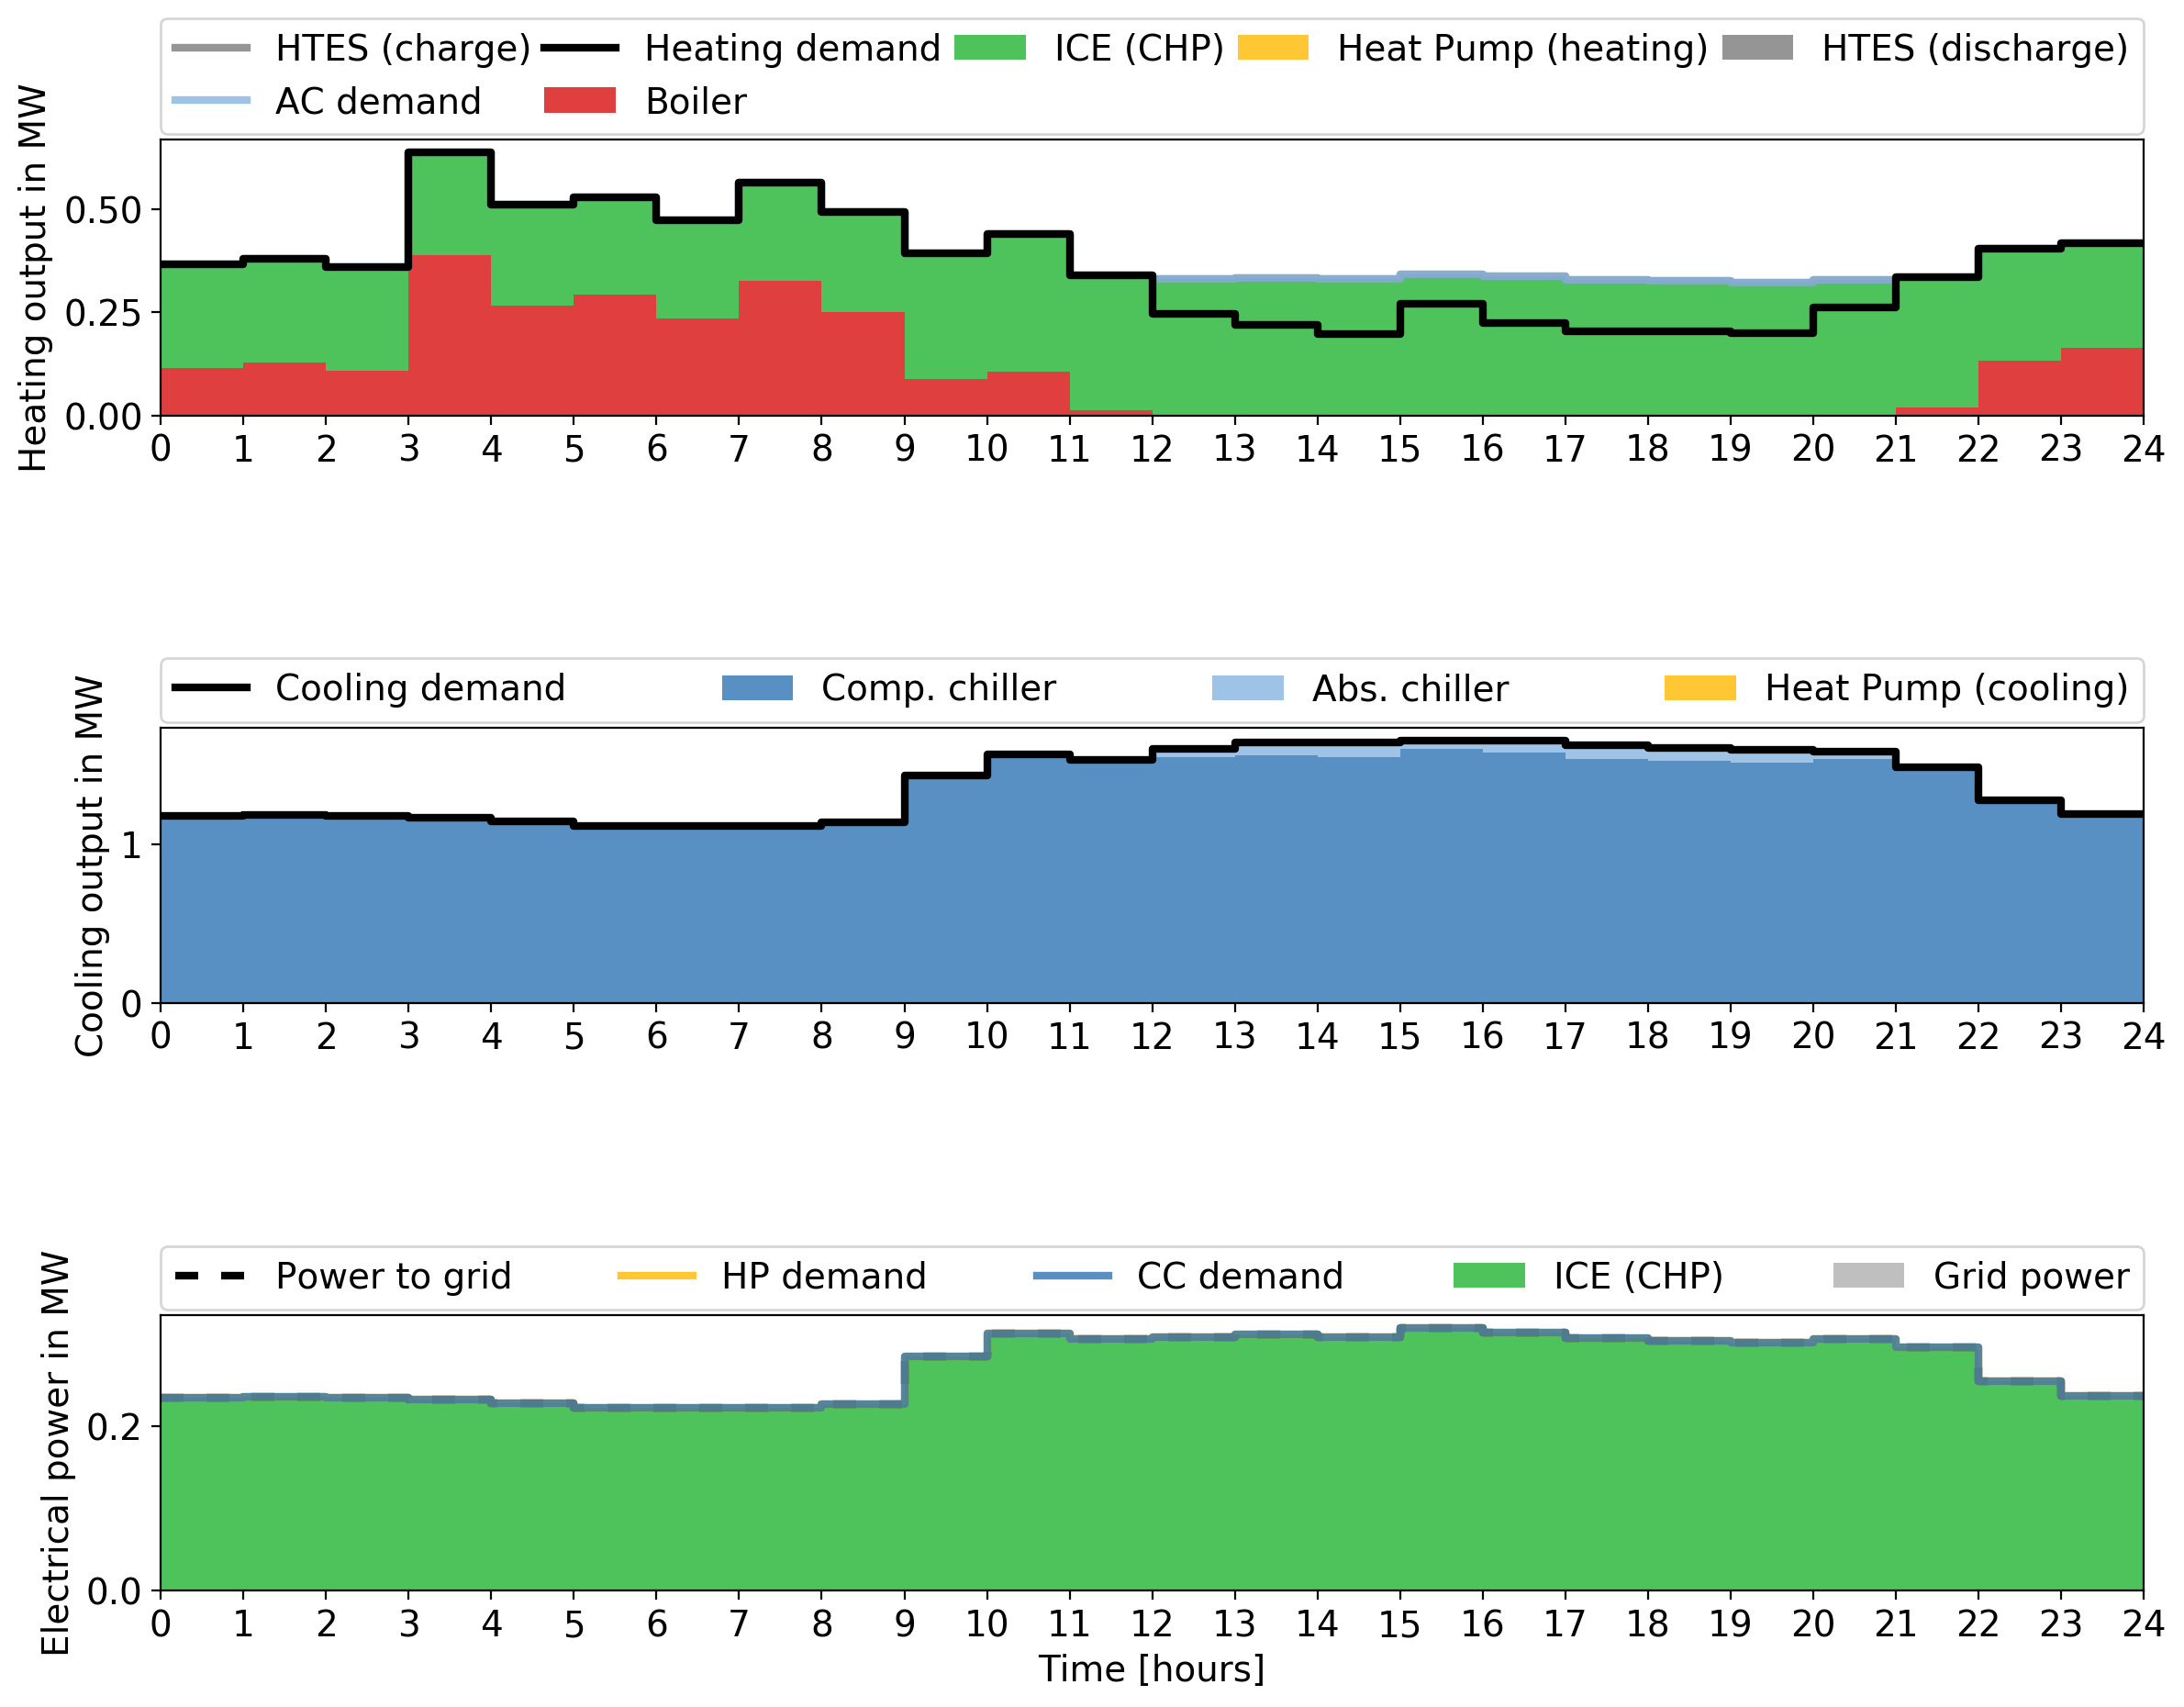 HTES (charge) Heating demand ICE (CHP) Heat Pump (heating) HTES (discharge)
AC demand Boiler
Heating output in MW
0.50
0.25
0.00
0 1 2 3 4 5 6 7 8 9 10 11 12 13 14 15 16 17 18 19 20 21 22 23 24
Cooling demand Comp. chiller Abs. chiller Heat Pump (cooling)
Cooling output in MW
1
0
0 1 2 3 4 5 6 7 8 9 10 11 12 13 14 15 16 17 18 19 20 21 22 23 24
Power to grid HP demand CC demand ICE (CHP) Grid power
Electrical power in MW
0.2
0.0
0 1 2 3 4 5 6 7 8 9 10 11 12 13 14 15 16 17 18 19 20 21 22 23 24
Time [hours]